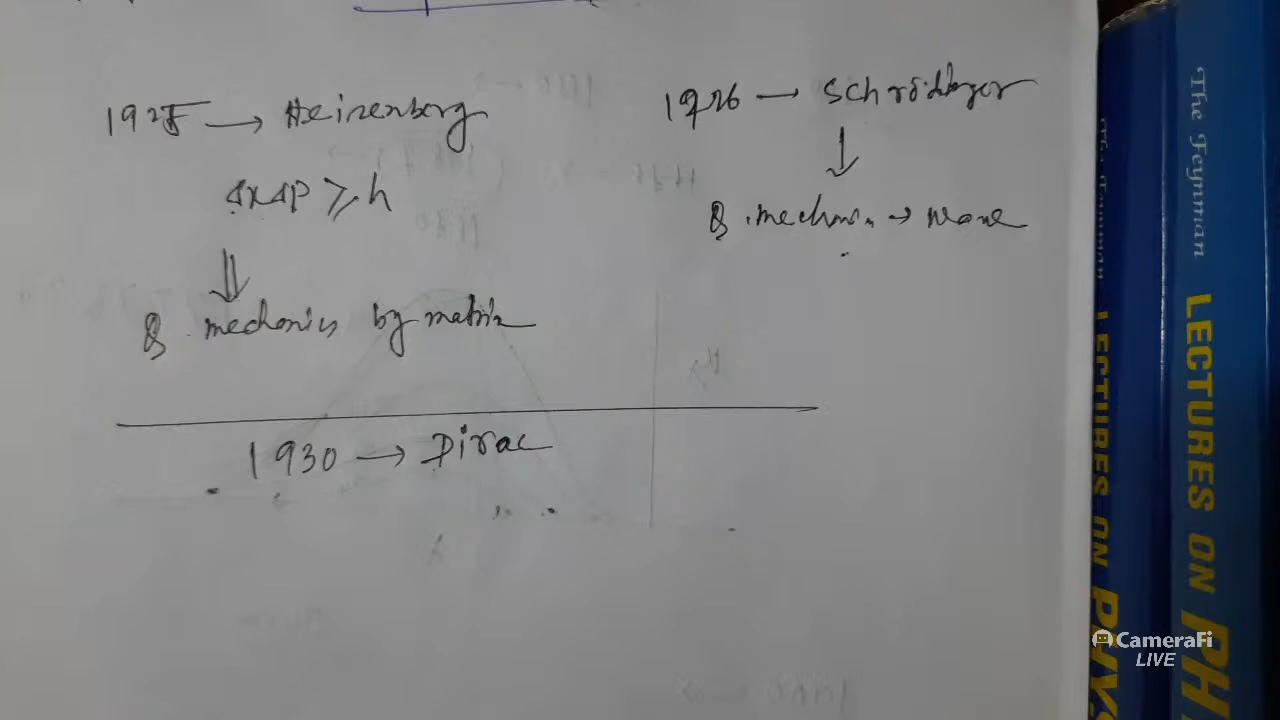 1925 → Heizenberg
ΔxΔp ≥ h
⇓
Q. mechanics by matrix
1926 → Schrödinger
↓
Q. mechanics → wave
1930 → Dirac
The Feynman
LECTURES ON PHYS
The Feynman LECTURES ON PH
CameraFi
LIVE